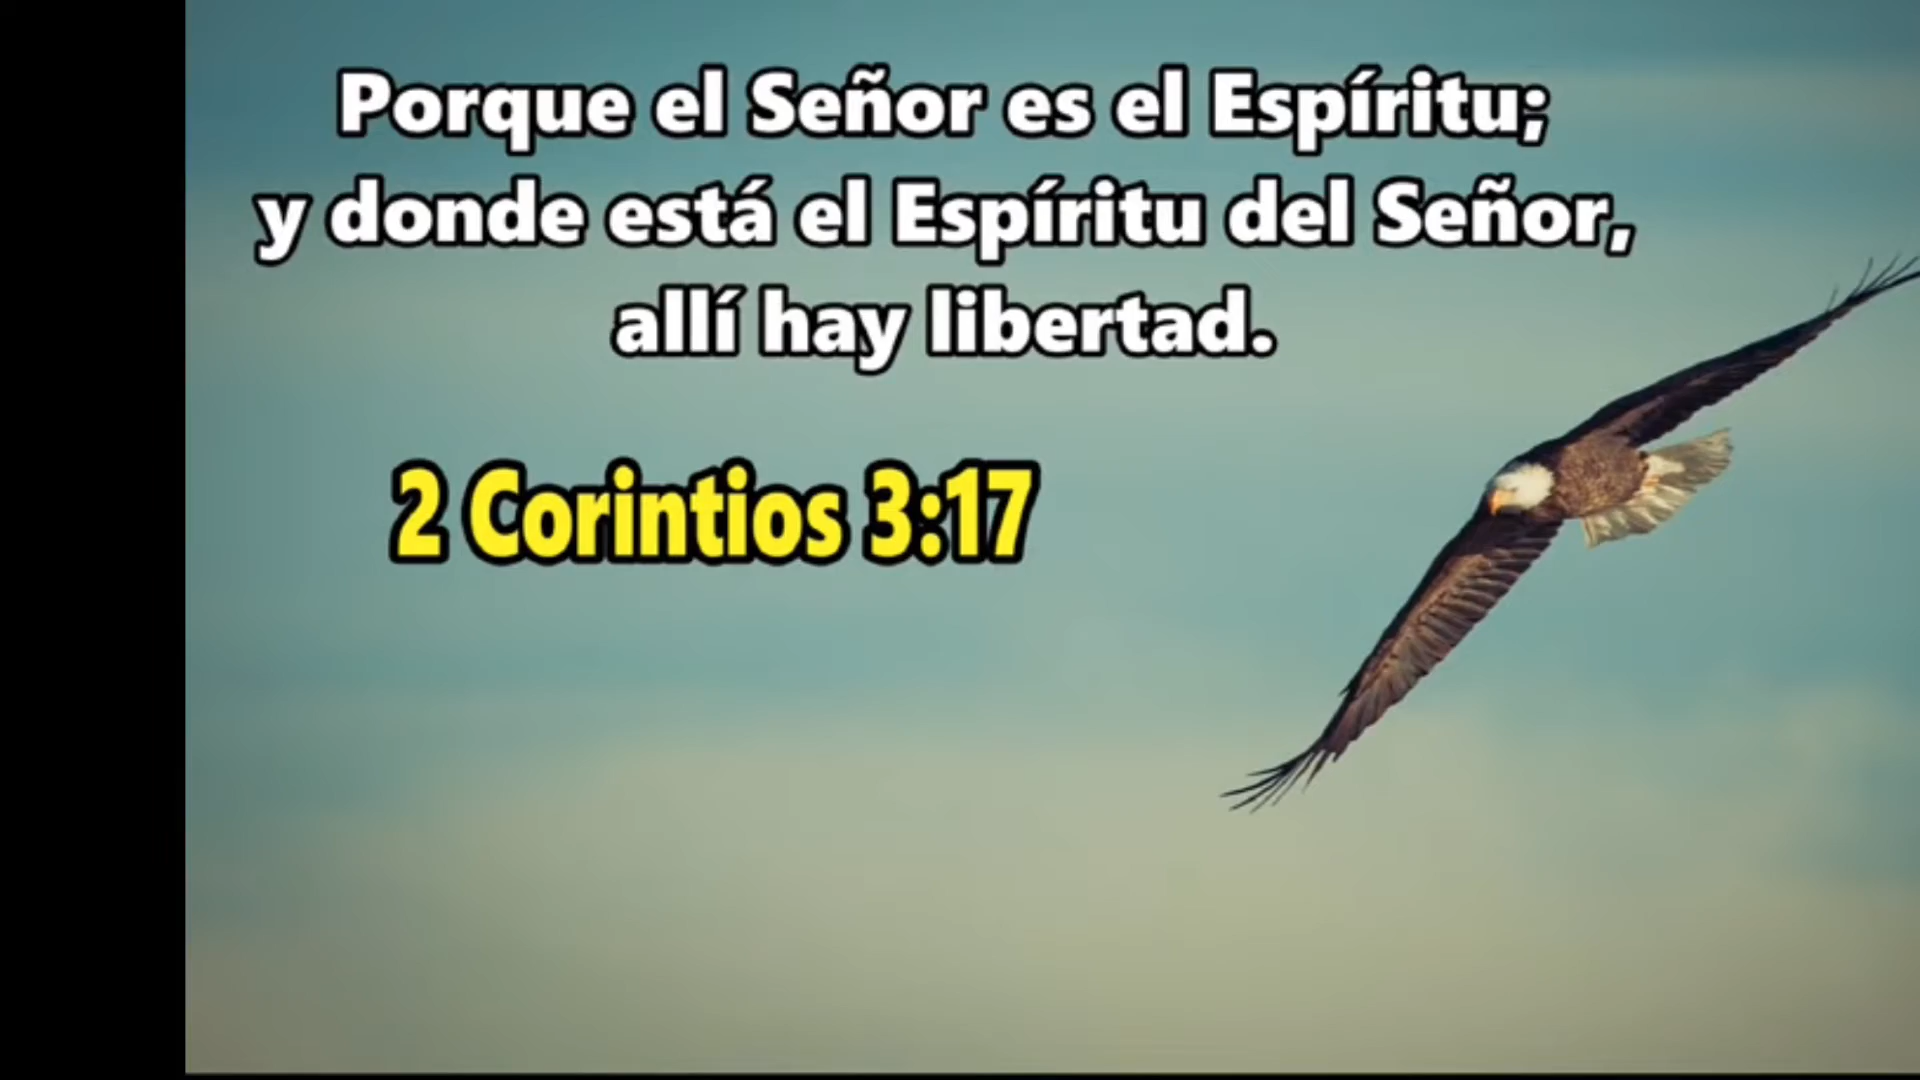 Porque el Señor es el Espíritu;
y donde está el Espíritu del Señor,
allí hay libertad.
2 Corintios 3:17